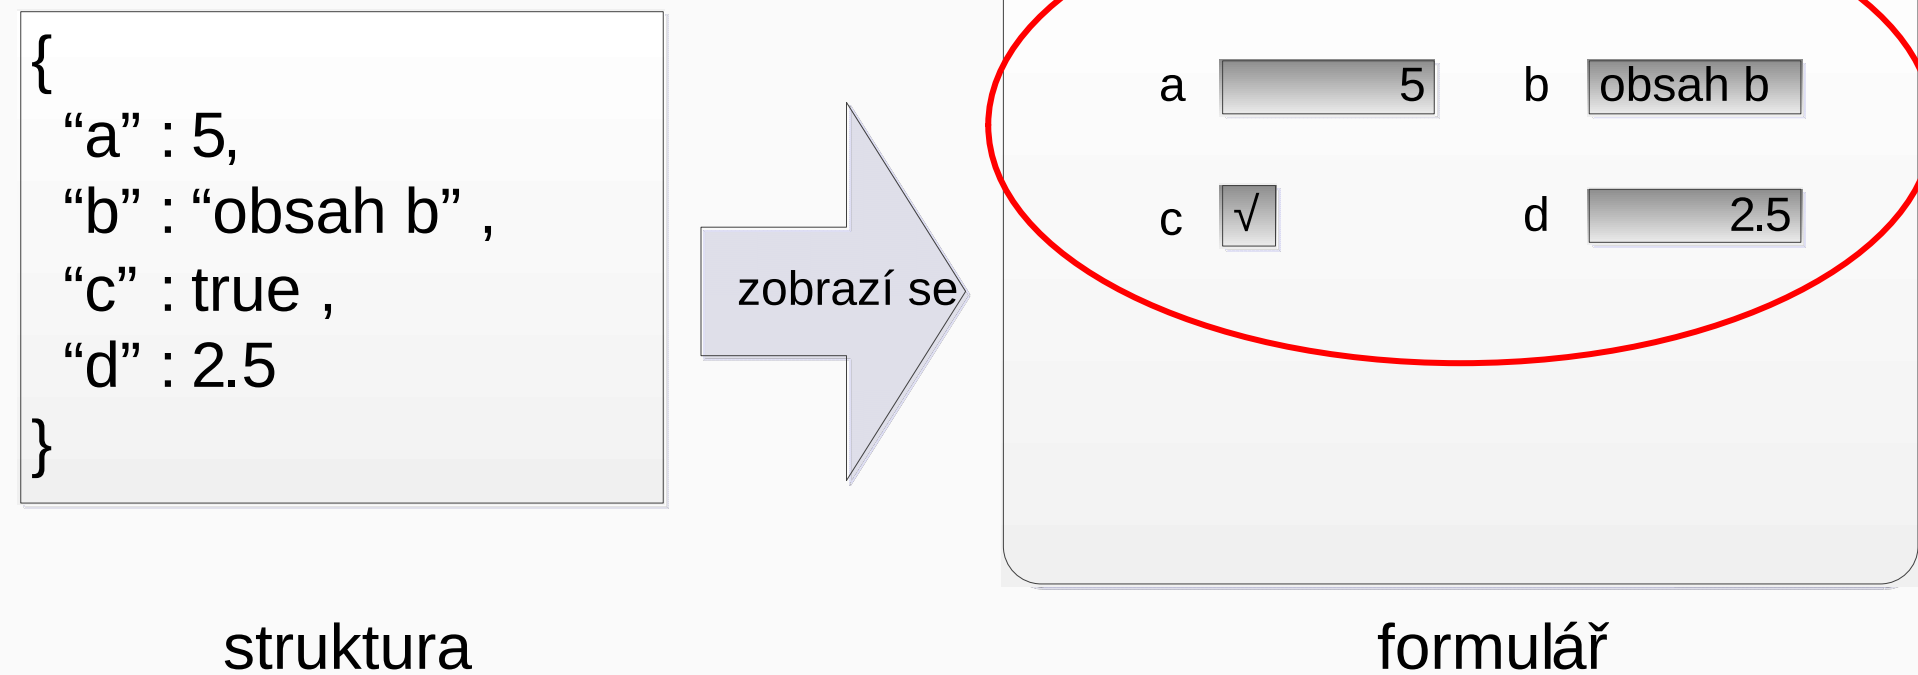 {
“a” : 5,
“b” : “obsah b” ,
“c” : true ,
“d” : 2.5
}
zobrazí se
a 5 b obsah b
c √ d 2.5
struktura
formulář